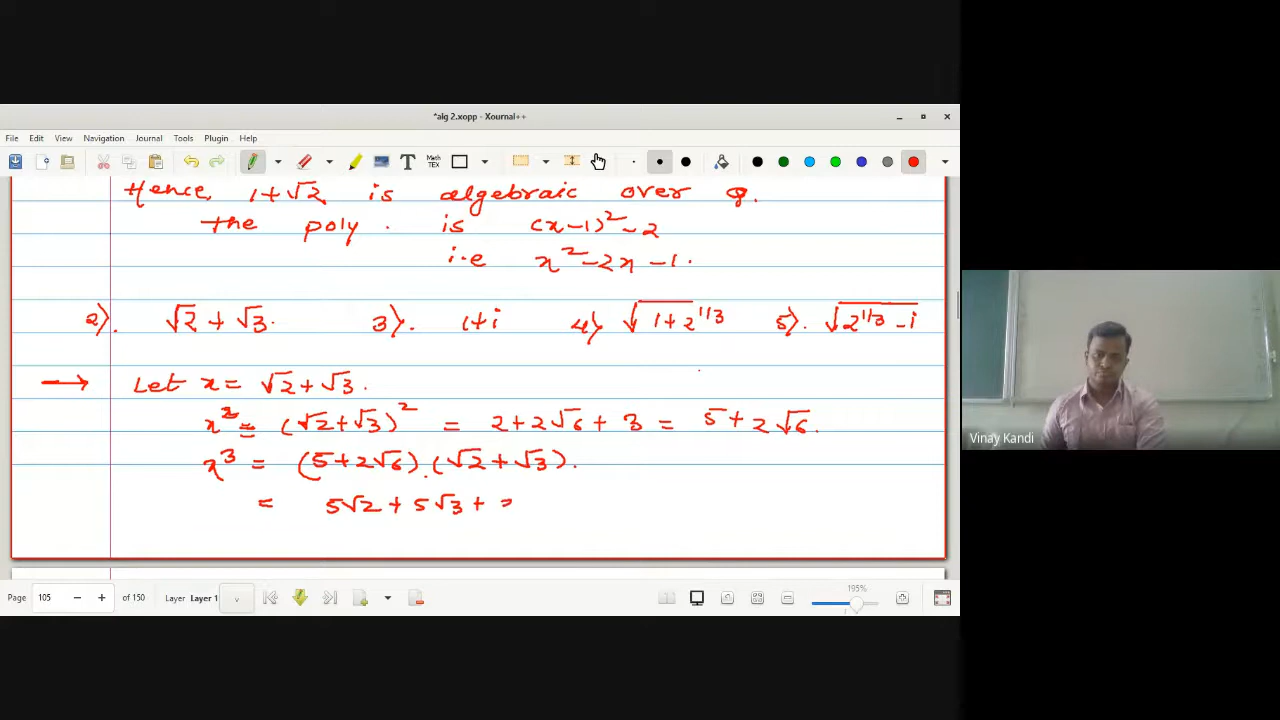 *alg 2.xopp - Xournal++
File Edit View Navigation Journal Tools Plugin Help
Hence, 1+√2 is algebraic over Q.
the poly. is (x-1)²-2
i.e x²-2x-1.
2). √2+√3. 3). 1+i 4). √(1+2^1/3) 5). √(2^1/3-i)
→ Let x = √2+√3.
x² = (√2+√3)² = 2+2√6+3 = 5+2√6.
x³ = (5+2√6).(√2+√3).
= 5√2+5√3+
Page 105 of 150 Layer Layer 1 195%
Vinay Kandi